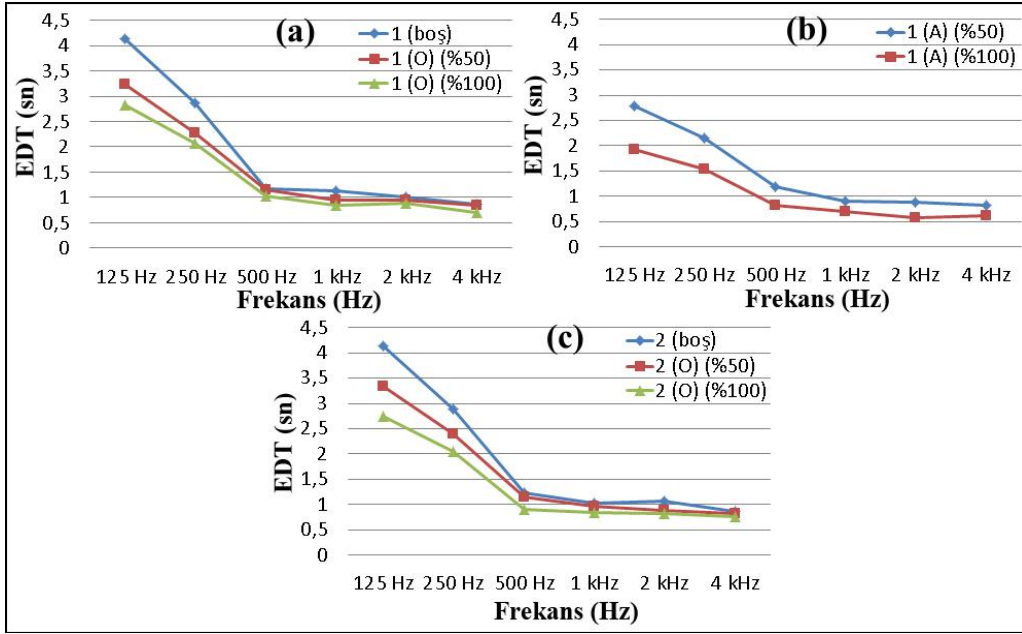 (a)
1 (boş)
1 (O) (%50)
1 (O) (%100)
EDT (sn)
4,5
4
3,5
3
2,5
2
1,5
1
0,5
0
125 Hz 250 Hz 500 Hz 1 kHz 2 kHz 4 kHz
Frekans (Hz)
(b)
1 (A) (%50)
1 (A) (%100)
EDT (sn)
4,5
4
3,5
3
2,5
2
1,5
1
0,5
0
125 Hz 250 Hz 500 Hz 1 kHz 2 kHz 4 kHz
Frekans (Hz)
(c)
2 (boş)
2 (O) (%50)
2 (O) (%100)
EDT (sn)
4,5
4
3,5
3
2,5
2
1,5
1
0,5
0
125 Hz 250 Hz 500 Hz 1 kHz 2 kHz 4 kHz
Frekans (Hz)